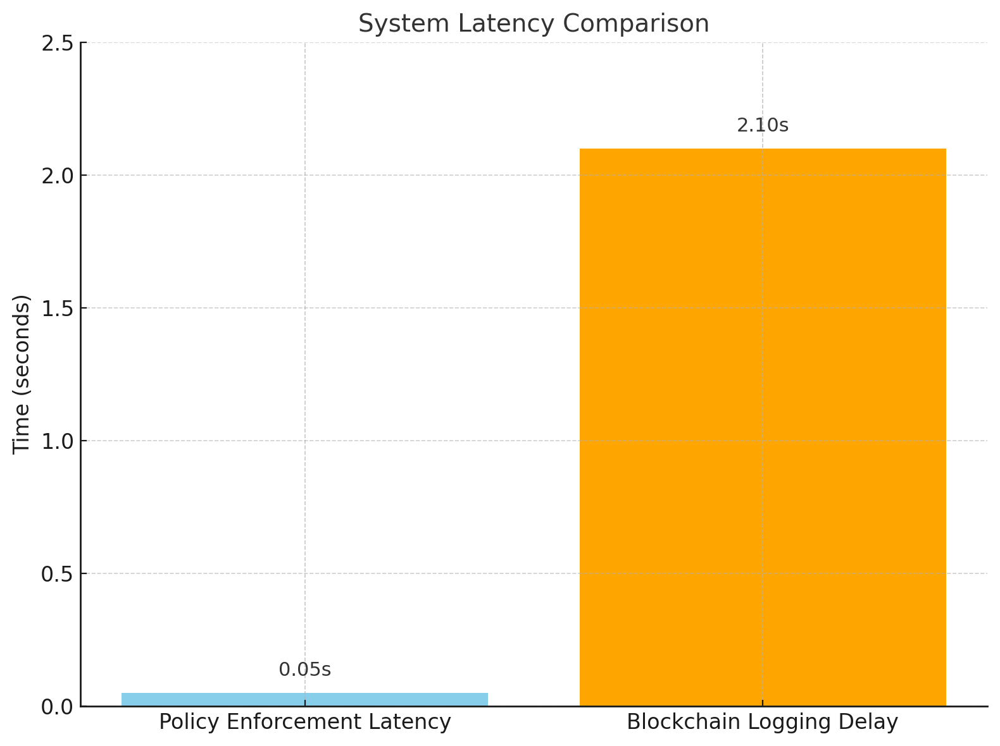 System Latency Comparison
2.5
2.0
1.5
1.0
0.5
0.0
Time (seconds)
2.10s
0.05s
Policy Enforcement Latency
Blockchain Logging Delay